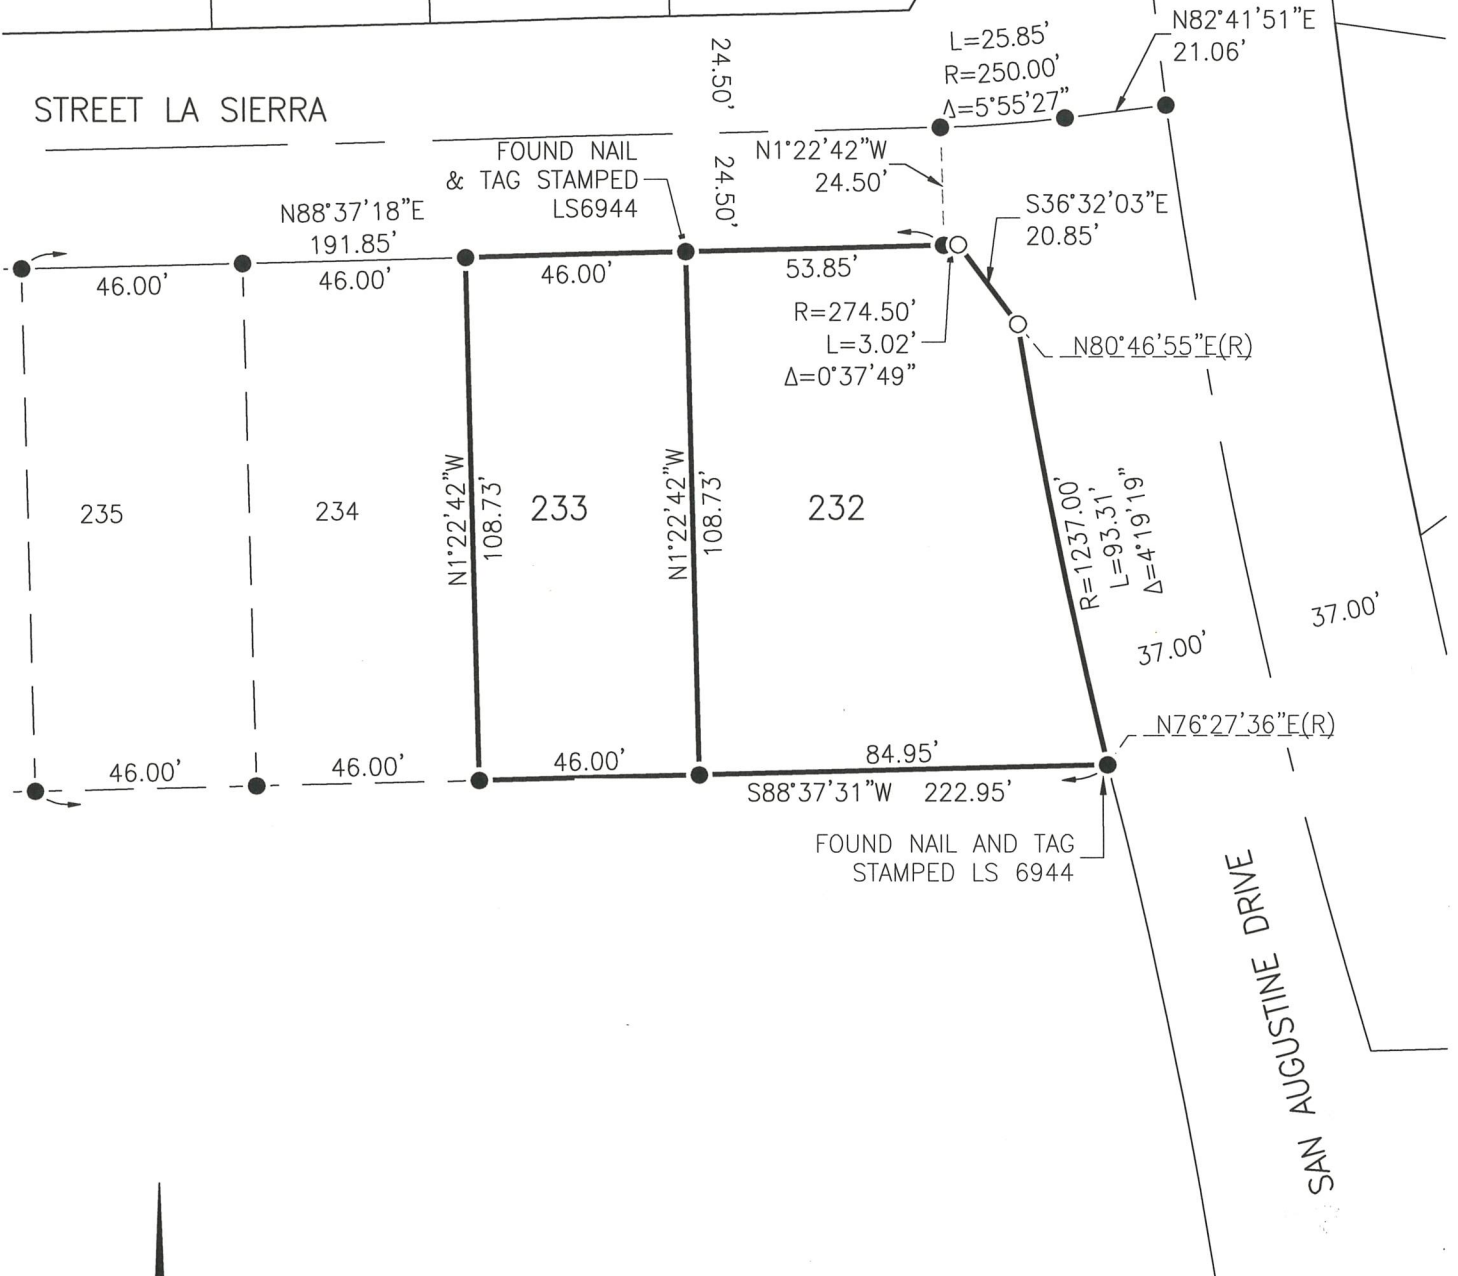 N82°41'51"E
21.06'
L=25.85'
R=250.00'
Δ=5°55'27"
24.50'
STREET LA SIERRA
FOUND NAIL
& TAG STAMPED
LS6944
24.50'
N1°22'42"W
24.50'
N88°37'18"E
191.85'
S36°32'03"E
20.85'
46.00'
46.00'
46.00'
53.85'
R=274.50'
L=3.02'
Δ=0°37'49"
N80°46'55"E(R)
N1°22'42"W
108.73'
N1°22'42"W
108.73'
235
234
233
232
R=1237.00'
L=93.31'
Δ=4°19'19"
37.00'
37.00'
N76°27'36"E(R)
46.00'
46.00'
46.00'
84.95'
S88°37'31"W 222.95'
FOUND NAIL AND TAG
STAMPED LS 6944
SAN AUGUSTINE DRIVE